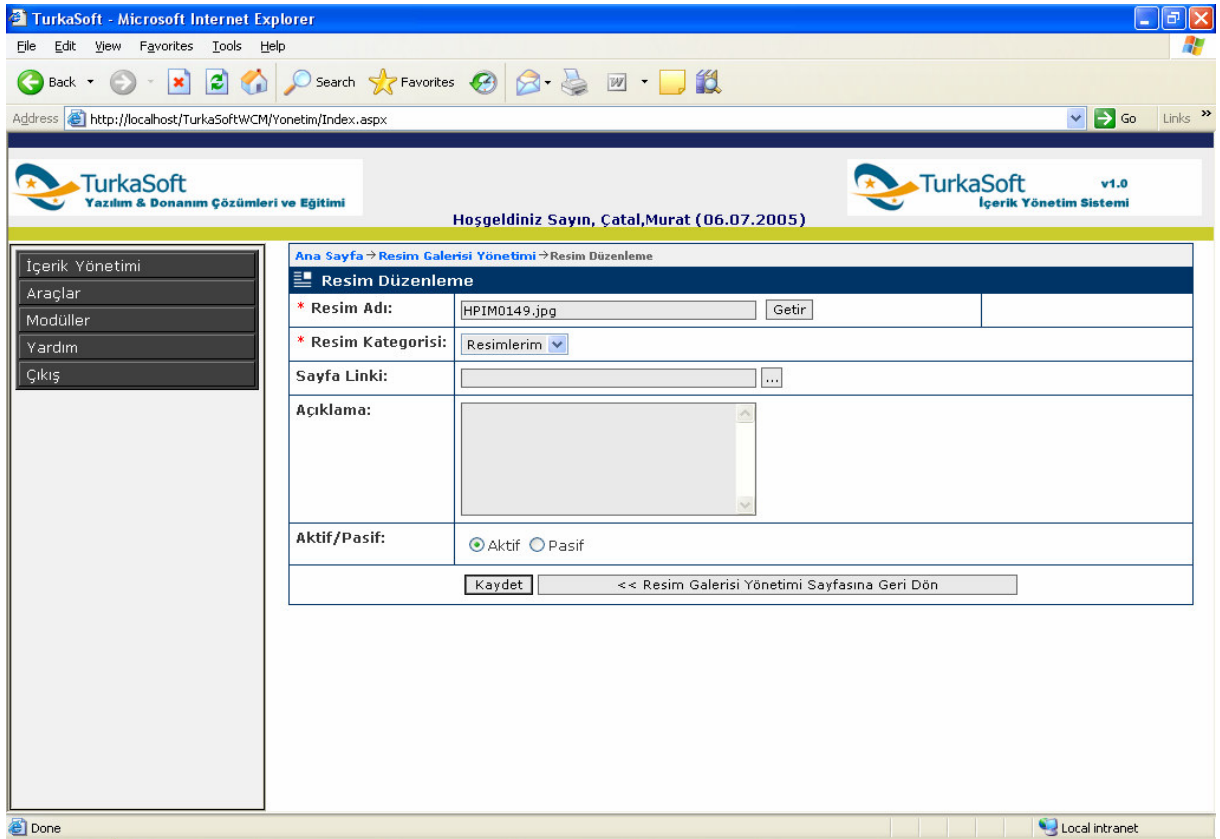 TurkaSoft - Microsoft Internet Explorer
File Edit View Favorites Tools Help
Back Search Favorites
Address http://localhost/TurkaSoftWCM/Yonetim/Index.aspx Go Links »
TurkaSoft
Yazılım & Donanım Çözümleri ve Eğitimi
Hoşgeldiniz Sayın, Çatal,Murat (06.07.2005)
TurkaSoft v1.0
İçerik Yönetim Sistemi
İçerik Yönetimi
Araçlar
Modüller
Yardım
Çıkış
Ana Sayfa→Resim Galerisi Yönetimi→Resim Düzenleme
Resim Düzenleme
* Resim Adı: HPIM0149.jpg Getir
* Resim Kategorisi: Resimlerim
Sayfa Linki: ...
Açıklama:
Aktif/Pasif: Aktif Pasif
Kaydet << Resim Galerisi Yönetimi Sayfasına Geri Dön
Done Local intranet